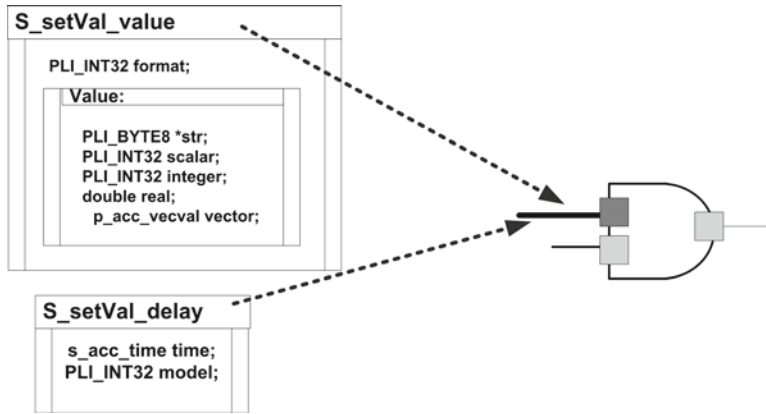 S_setVal_value
PLI_INT32 format;
Value:
PLI_BYTE8 *str;
PLI_INT32 scalar;
PLI_INT32 integer;
double real;
p_acc_vecval vector;
S_setVal_delay
s_acc_time time;
PLI_INT32 model;